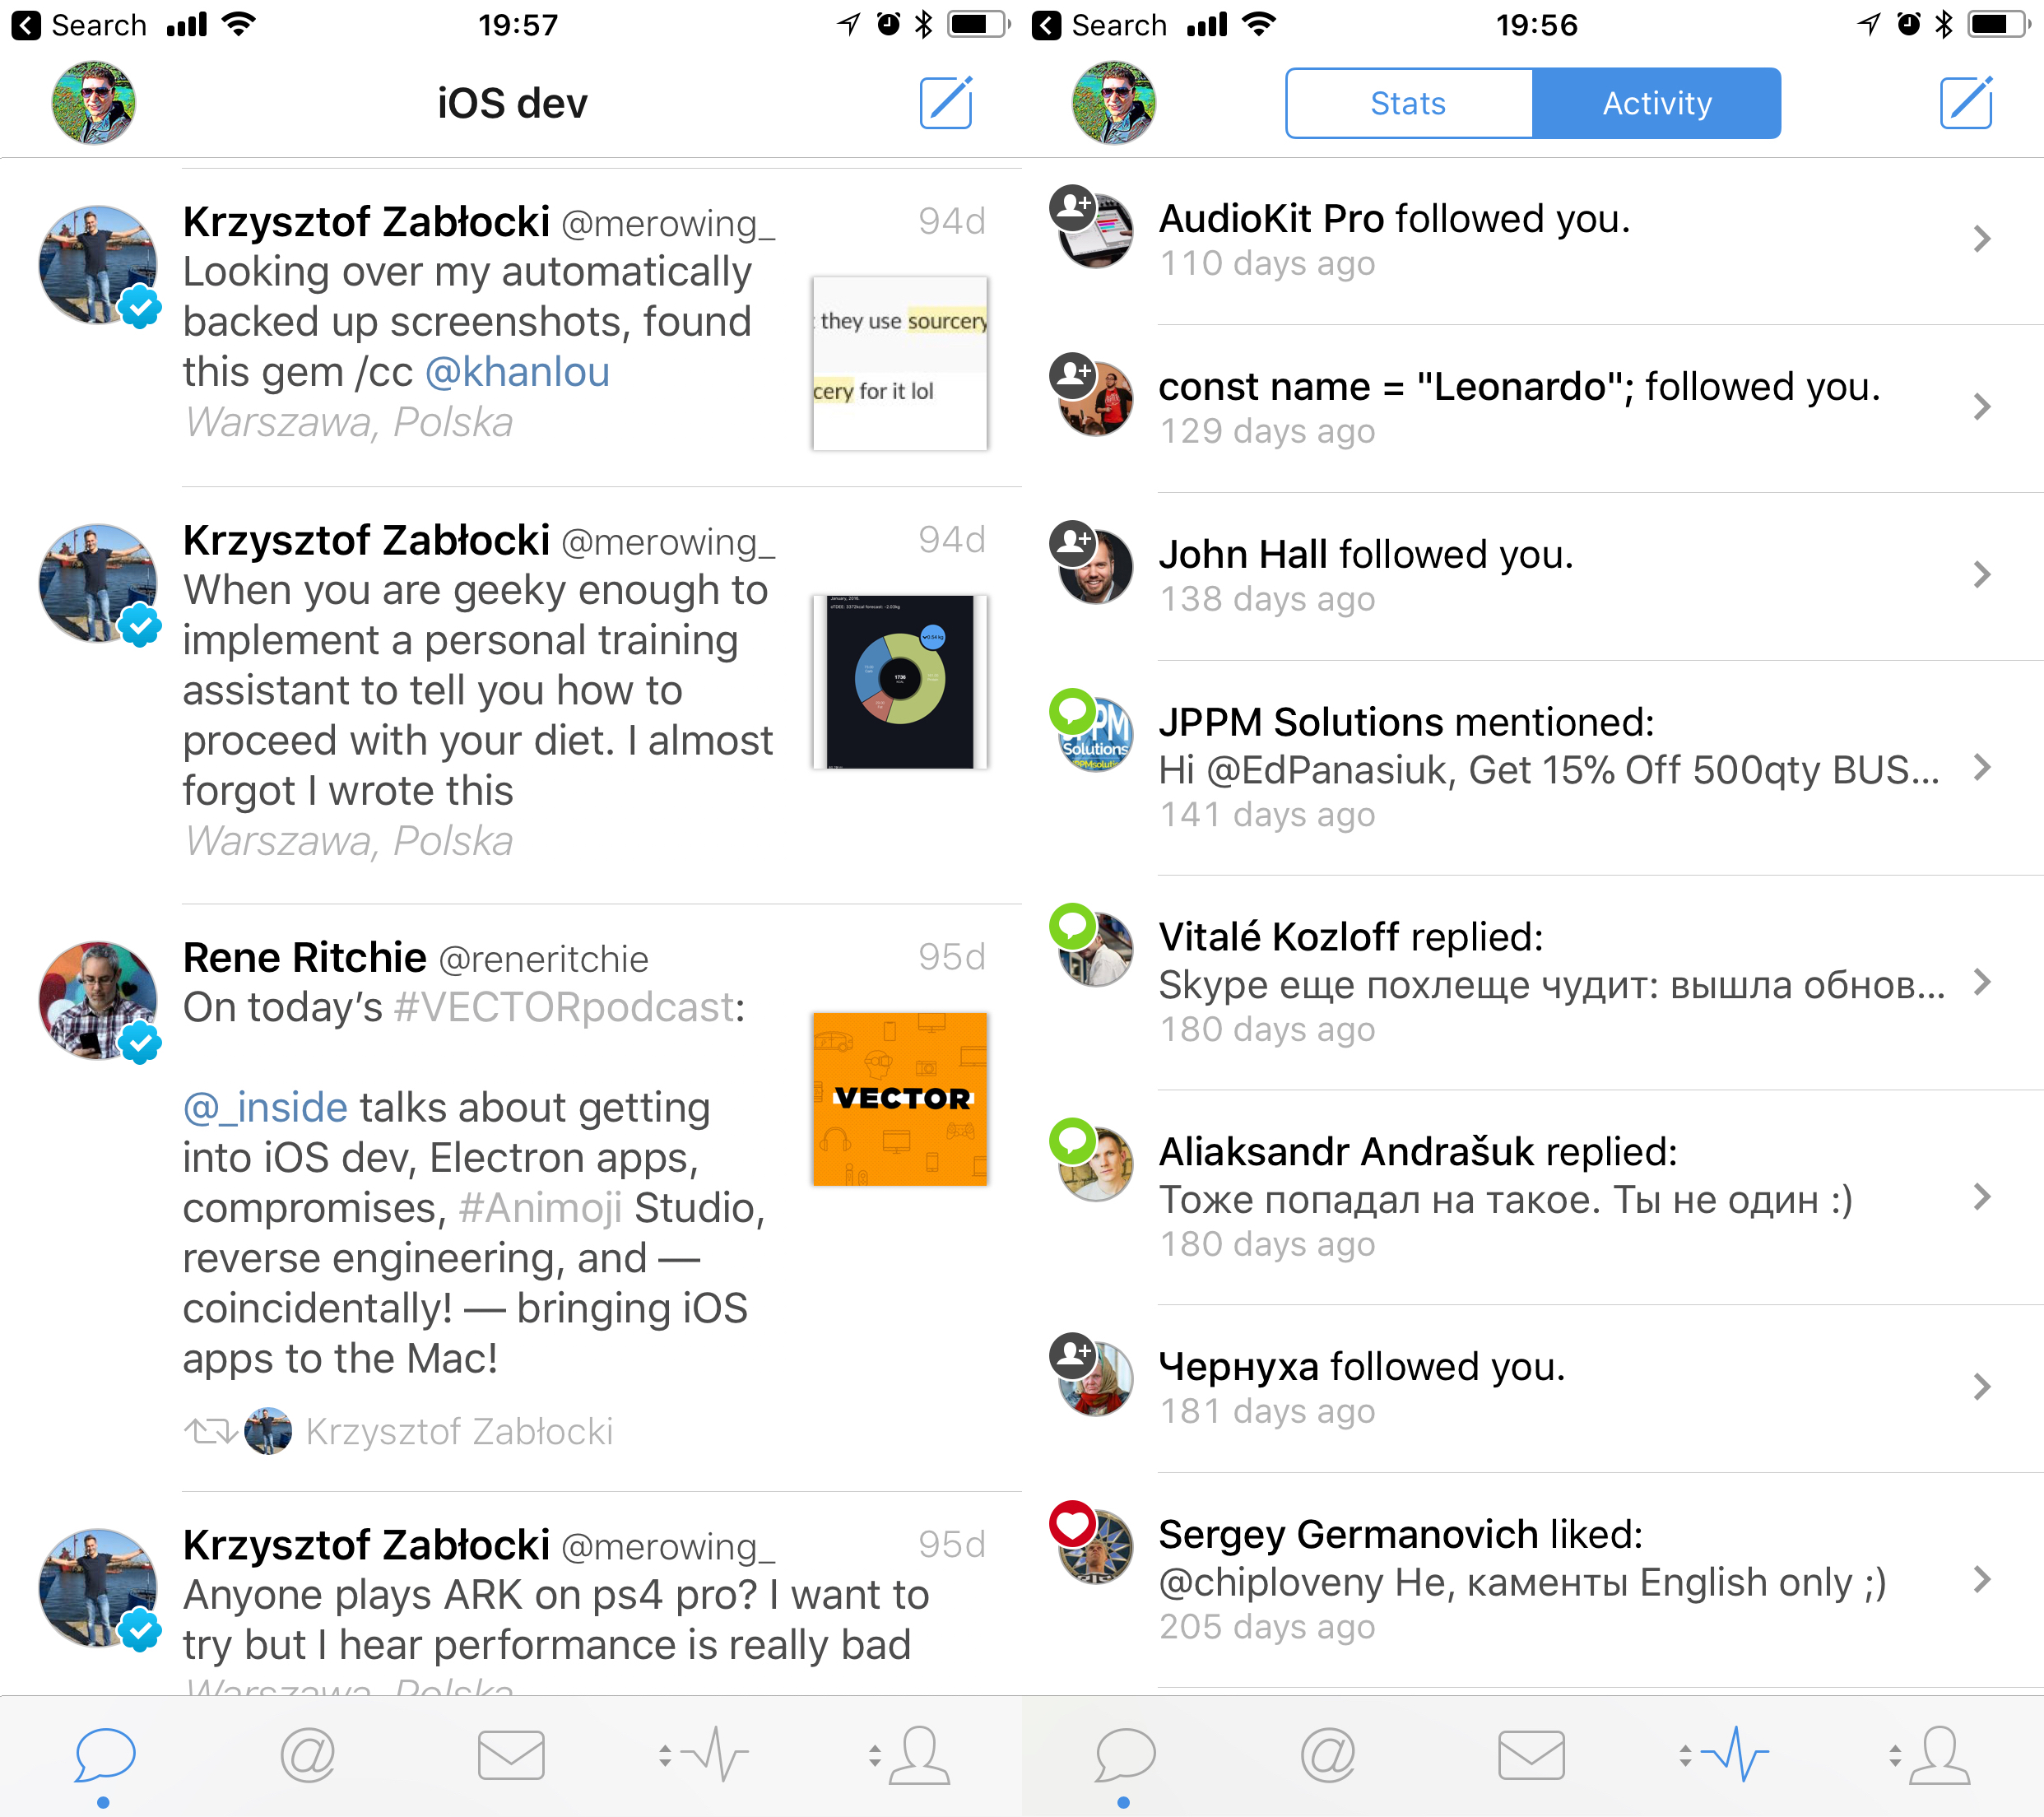 Search
19:57
iOS dev
Krzysztof Zabłocki @merowing_ 94d
Looking over my automatically
backed up screenshots, found
this gem /cc @khanlou
Warszawa, Polska
they use sourcery
cery for it lol
Krzysztof Zabłocki @merowing_ 94d
When you are geeky enough to
implement a personal training
assistant to tell you how to
proceed with your diet. I almost
forgot I wrote this
Warszawa, Polska
Rene Ritchie @reneritchie 95d
On today’s #VECTORpodcast:
@_inside talks about getting
into iOS dev, Electron apps,
compromises, #Animoji Studio,
reverse engineering, and —
coincidentally! — bringing iOS
apps to the Mac!
VECTOR
Krzysztof Zabłocki
Krzysztof Zabłocki @merowing_ 95d
Anyone plays ARK on ps4 pro? I want to
try but I hear performance is really bad
Warszawa, Polska
Search
19:56
Stats
Activity
AudioKit Pro followed you.
110 days ago
const name = "Leonardo"; followed you.
129 days ago
John Hall followed you.
138 days ago
JPPM Solutions mentioned:
Hi @EdPanasiuk, Get 15% Off 500qty BUS...
141 days ago
Solutions
Vitalé Kozloff replied:
Skype еще похлеще чудит: вышла обнов...
180 days ago
Aliaksandr Andrašuk replied:
Тоже попадал на такое. Ты не один :)
180 days ago
Чернуха followed you.
181 days ago
Sergey Germanovich liked:
@chiploveny Не, каменты English only ;)
205 days ago